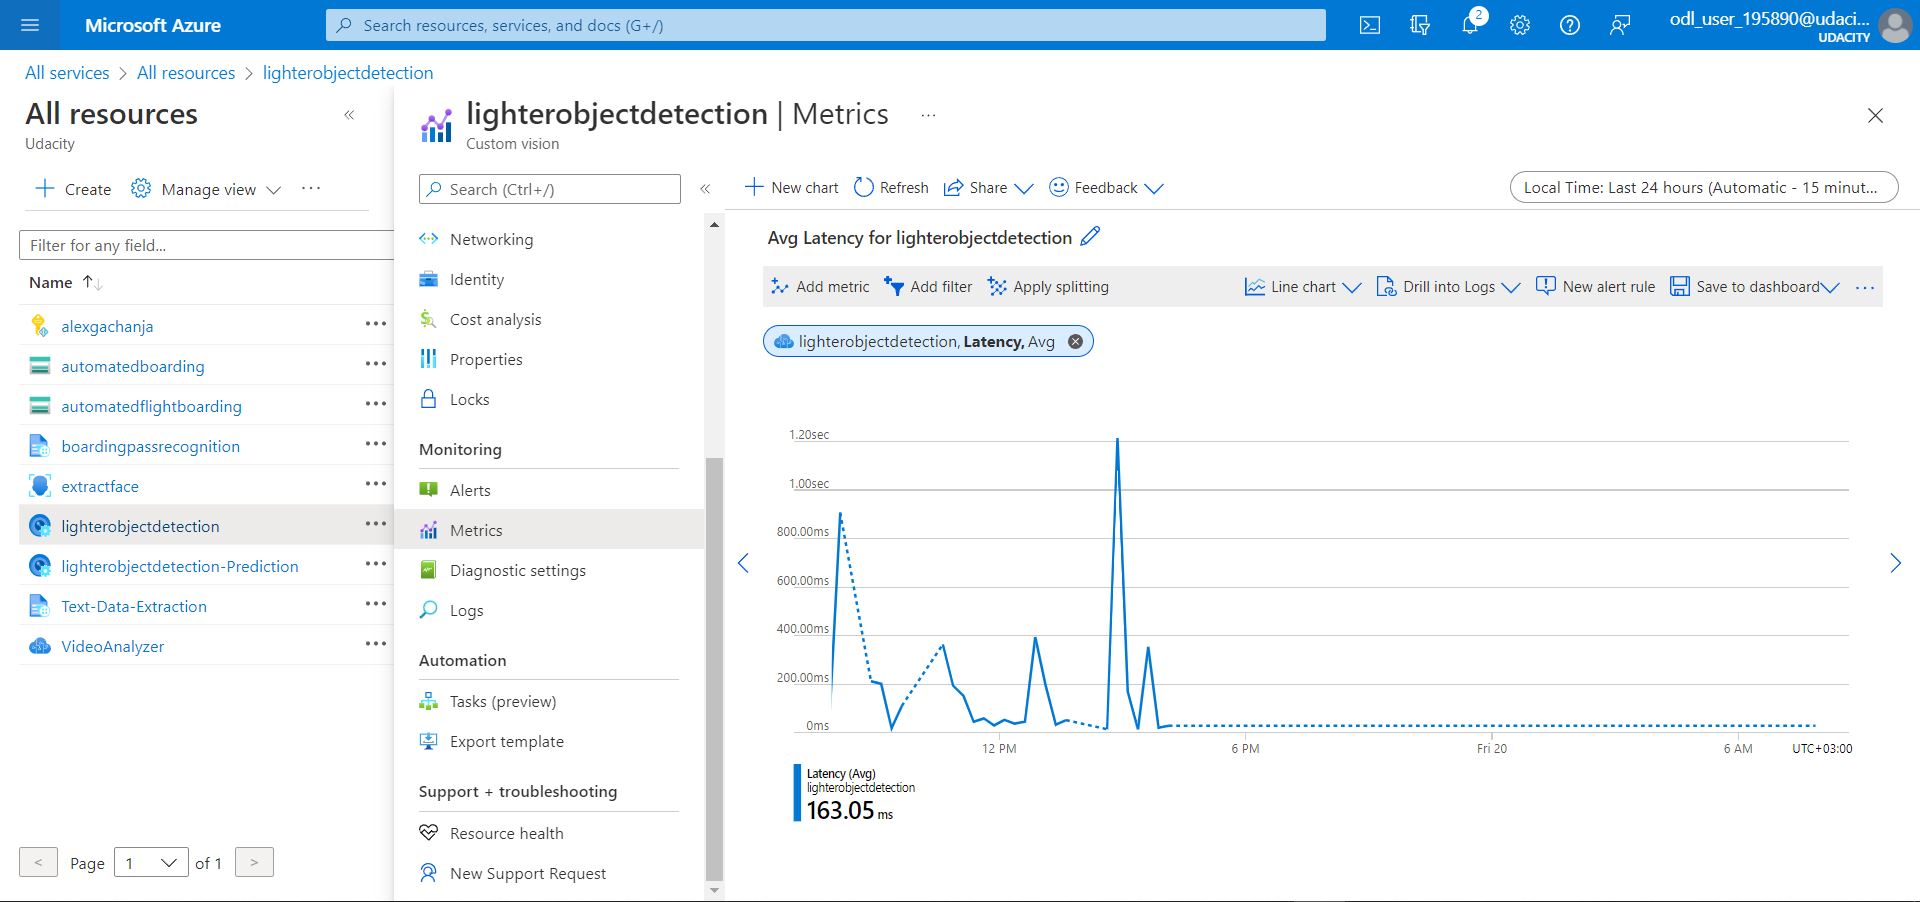 Microsoft Azure
Search resources, services, and docs (G+/)
2
odl_user_195890@udaci...
UDACITY
All services > All resources > lighterobjectdetection
All resources
«
Udacity
Create
Manage view
...
Filter for any field...
Name
alexgachanja
automatedboarding
automatedflightboarding
boardingpassrecognition
extractface
lighterobjectdetection
lighterobjectdetection-Prediction
Text-Data-Extraction
VideoAnalyzer
< Page 1 of 1 >
lighterobjectdetection | Metrics ...
Custom vision
Search (Ctrl+/)
«
Networking
Identity
Cost analysis
Properties
Locks
Monitoring
Alerts
Metrics
Diagnostic settings
Logs
Automation
Tasks (preview)
Export template
Support + troubleshooting
Resource health
New Support Request
New chart
Refresh
Share
Feedback
Local Time: Last 24 hours (Automatic - 15 minut...
Avg Latency for lighterobjectdetection
Add metric
Add filter
Apply splitting
Line chart
Drill into Logs
New alert rule
Save to dashboard
...
lighterobjectdetection, Latency, Avg
1.20sec
1.00sec
800.00ms
600.00ms
400.00ms
200.00ms
0ms
12 PM
6 PM
Fri 20
6 AM
UTC+03:00
Latency (Avg)
lighterobjectdetection
163.05 ms